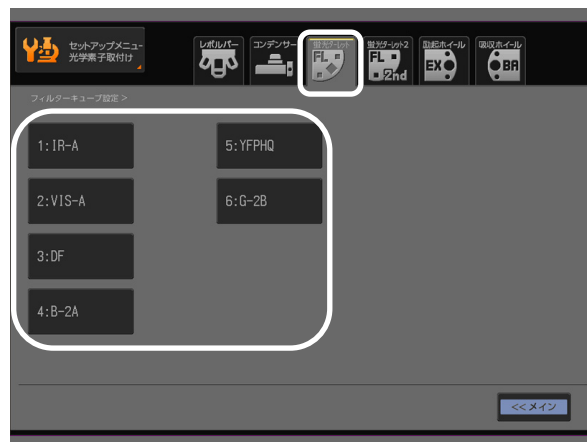 セットアップメニュー
光学素子取付け
レボルバー
コンデンサー
蛍光ターレット
蛍光ターレット2
励起ホイール
吸収ホイール
FL
FL
2nd
EX
BA
フィルターキューブ設定 >
1:IR-A
5:YFPHQ
2:VIS-A
6:G-2B
3:DF
4:B-2A
<<メイン